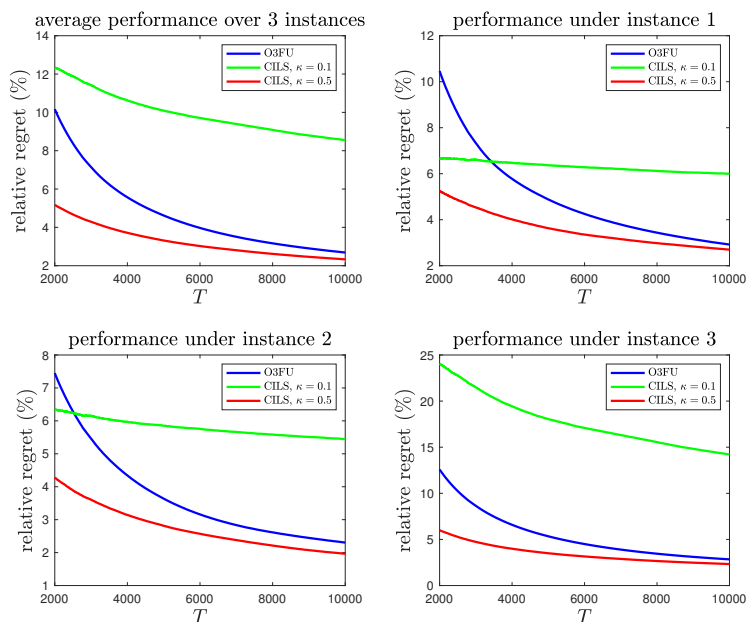 average performance over 3 instances
relative regret (%)
14
12
10
8
6
4
2
2000 4000 6000 8000 10000
T
O3FU
CILS, κ = 0.1
CILS, κ = 0.5
performance under instance 1
relative regret (%)
12
10
8
6
4
2
2000 4000 6000 8000 10000
T
O3FU
CILS, κ = 0.1
CILS, κ = 0.5
performance under instance 2
relative regret (%)
8
7
6
5
4
3
2
1
2000 4000 6000 8000 10000
T
O3FU
CILS, κ = 0.1
CILS, κ = 0.5
performance under instance 3
relative regret (%)
25
20
15
10
5
0
2000 4000 6000 8000 10000
T
O3FU
CILS, κ = 0.1
CILS, κ = 0.5